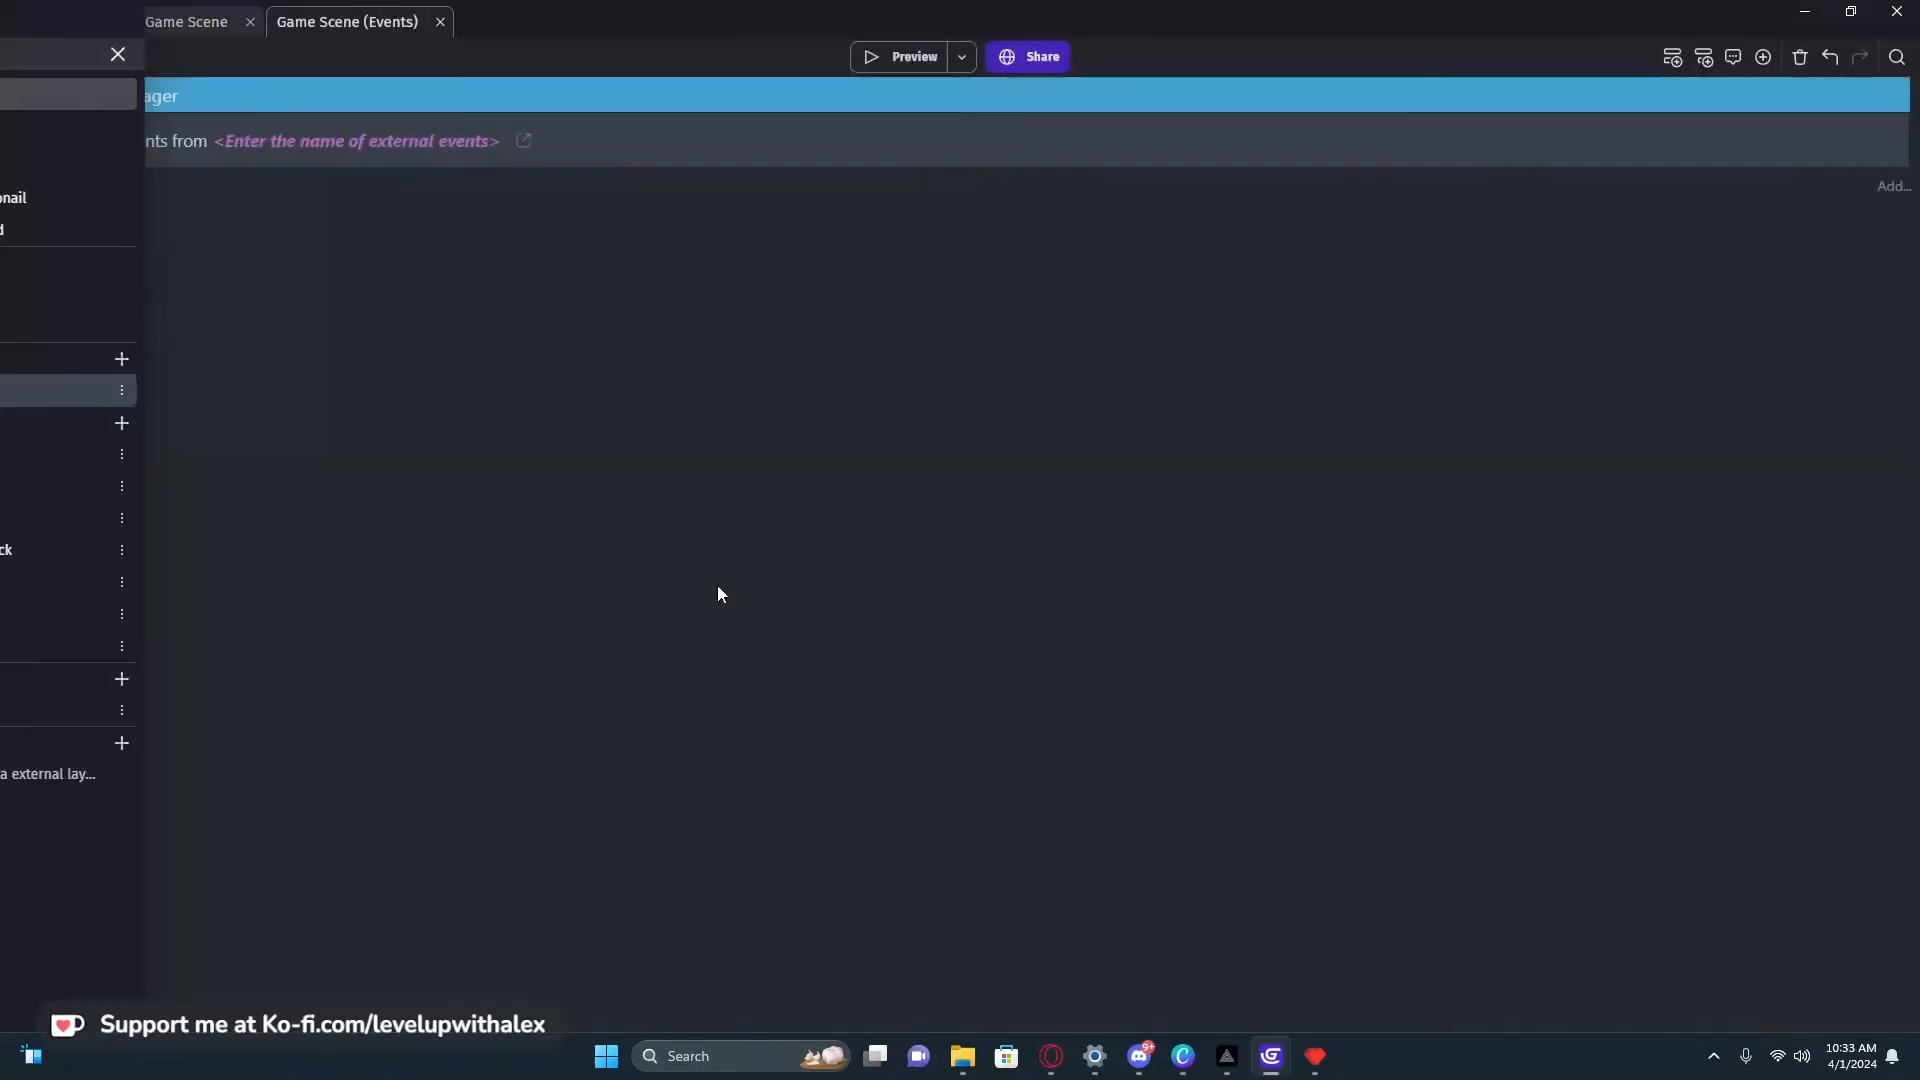 Game Scene
Game Scene (Events)
Preview
Share
ager
nts from <Enter the name of external events>
Add...
nail
d
ck
a external lay...
Support me at Ko-fi.com/levelupwithalex
Search
9+
10:33 AM
4/1/2024